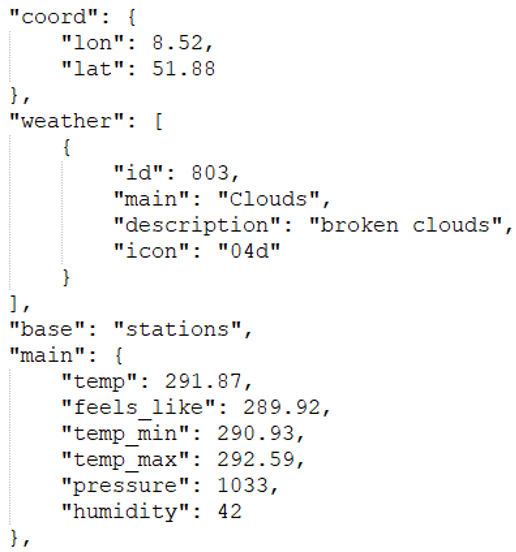 "coord": {
    "lon": 8.52,
    "lat": 51.88
},
"weather": [
    {
        "id": 803,
        "main": "Clouds",
        "description": "broken clouds",
        "icon": "04d"
    }
],
"base": "stations",
"main": {
    "temp": 291.87,
    "feels_like": 289.92,
    "temp_min": 290.93,
    "temp_max": 292.59,
    "pressure": 1033,
    "humidity": 42
},